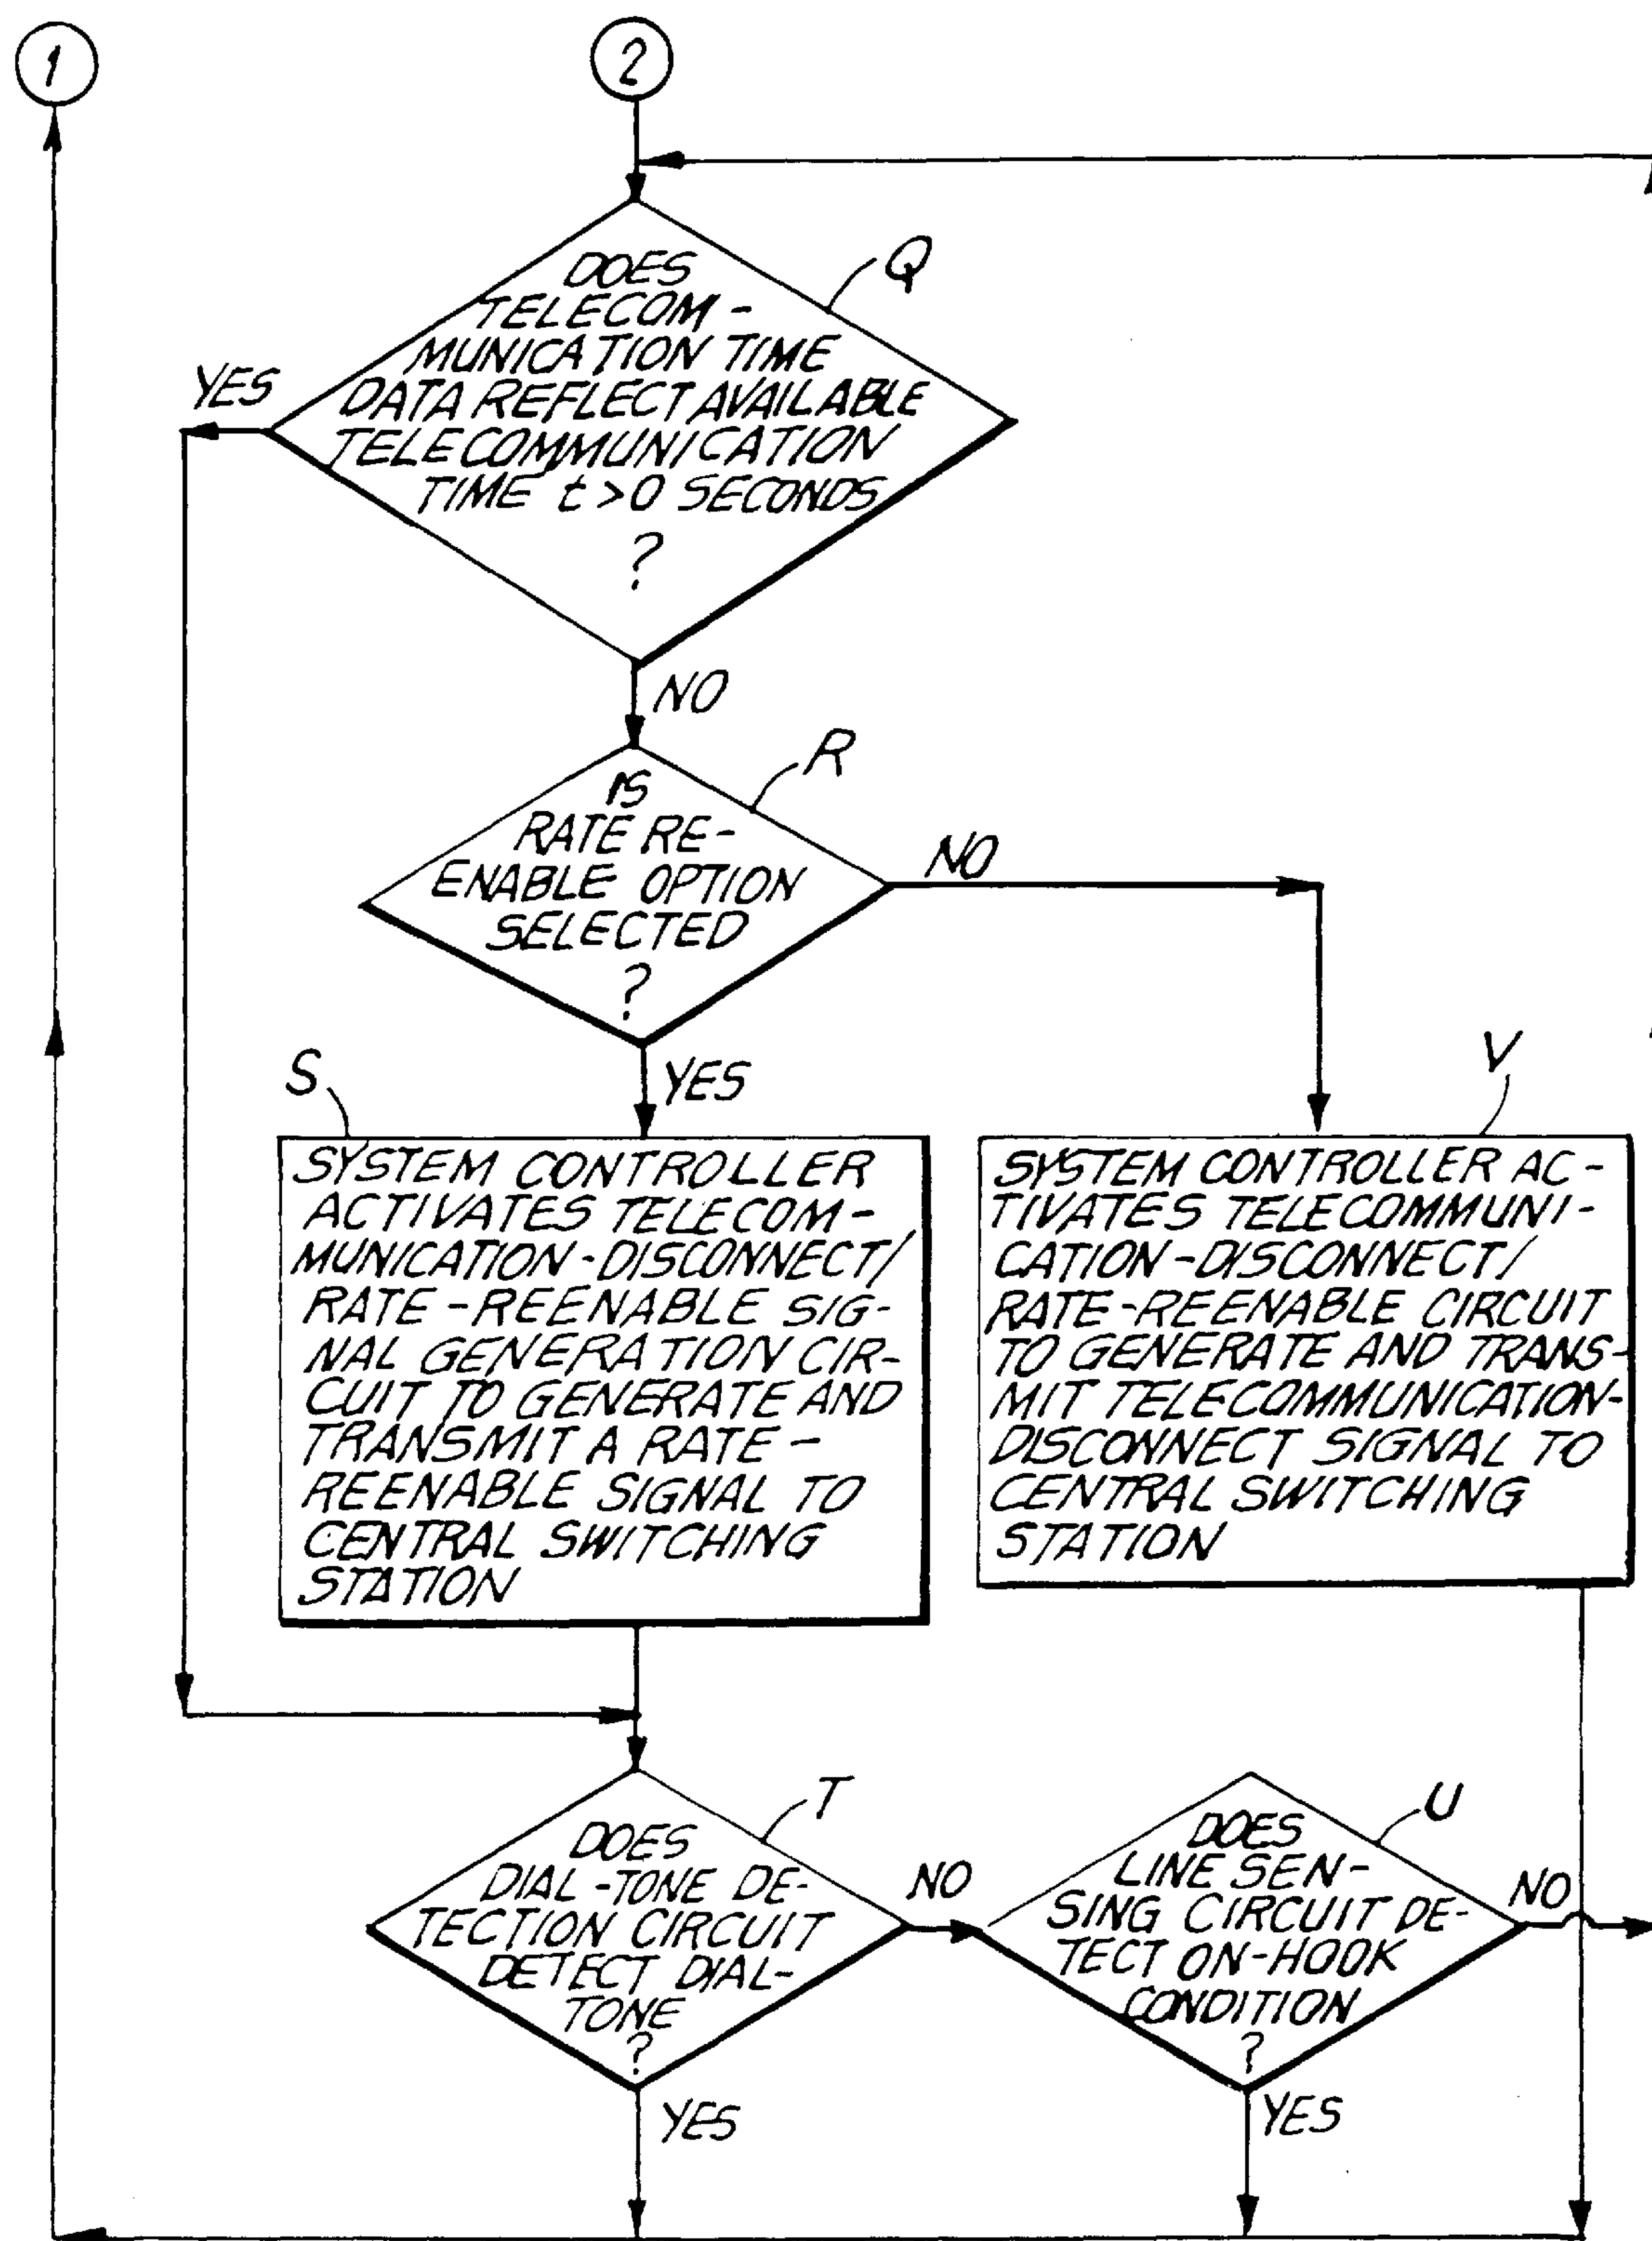 1
2
Q
DOES
TELECOM-
MUNICATION TIME
DATA REFLECT AVAILABLE
TELECOMMUNICATION
TIME t>0 SECONDS
?
YES
NO
R
IS
RATE RE-
ENABLE OPTION
SELECTED
?
NO
YES
S
SYSTEM CONTROLLER
ACTIVATES TELECOM-
MUNICATION-DISCONNECT/
RATE-REENABLE SIG-
NAL GENERATION CIR-
CUIT TO GENERATE AND
TRANSMIT A RATE-
REENABLE SIGNAL TO
CENTRAL SWITCHING
STATION
V
SYSTEM CONTROLLER AC-
TIVATES TELECOMMUNI-
CATION-DISCONNECT/
RATE-REENABLE CIRCUIT
TO GENERATE AND TRANS-
MIT TELECOMMUNICATION-
DISCONNECT SIGNAL TO
CENTRAL SWITCHING
STATION
T
DOES
DIAL-TONE DE-
TECTION CIRCUIT
DETECT DIAL-
TONE
?
NO
YES
U
DOES
LINE SEN-
SING CIRCUIT DE-
TECT ON-HOOK
CONDITION
?
NO
YES